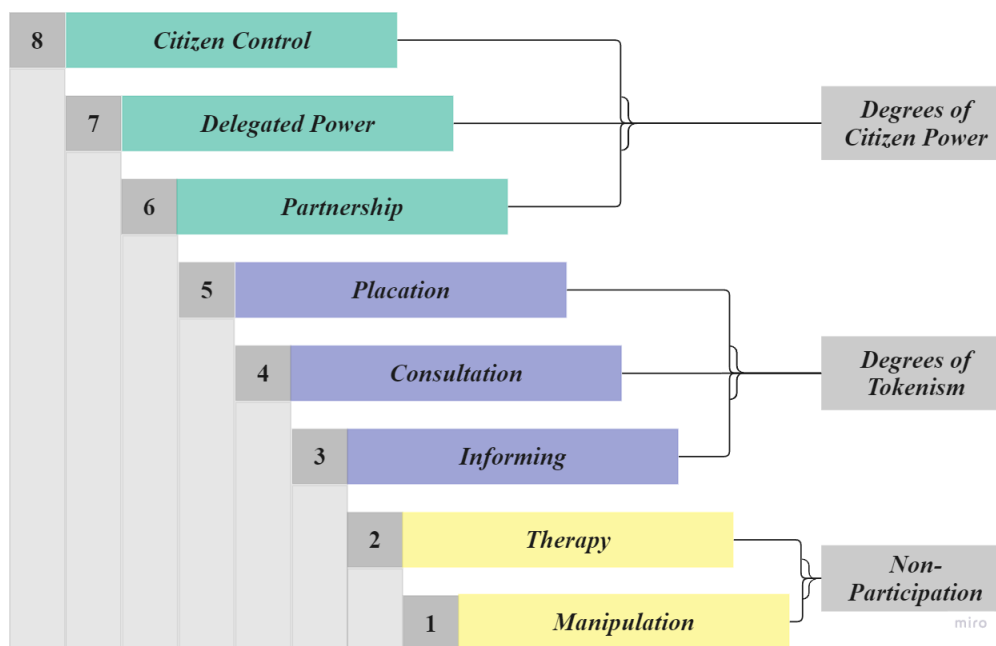 8 Citizen Control
7 Delegated Power
Degrees of
Citizen Power
6 Partnership
5 Placation
4 Consultation
Degrees of
Tokenism
3 Informing
2 Therapy
Non-
Participation
1 Manipulation
miro